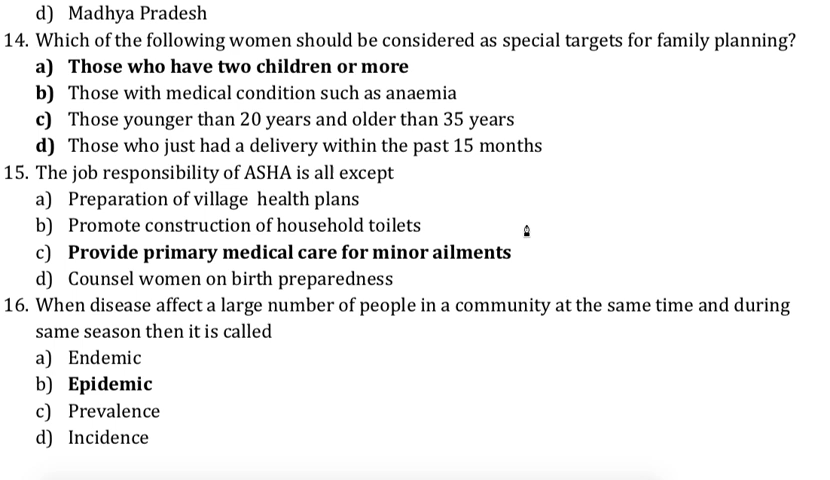 d) Madhya Pradesh
14. Which of the following women should be considered as special targets for family planning?
a) Those who have two children or more
b) Those with medical condition such as anaemia
c) Those younger than 20 years and older than 35 years
d) Those who just had a delivery within the past 15 months
15. The job responsibility of ASHA is all except
a) Preparation of village health plans
b) Promote construction of household toilets
c) Provide primary medical care for minor ailments
d) Counsel women on birth preparedness
16. When disease affect a large number of people in a community at the same time and during
same season then it is called
a) Endemic
b) Epidemic
c) Prevalence
d) Incidence